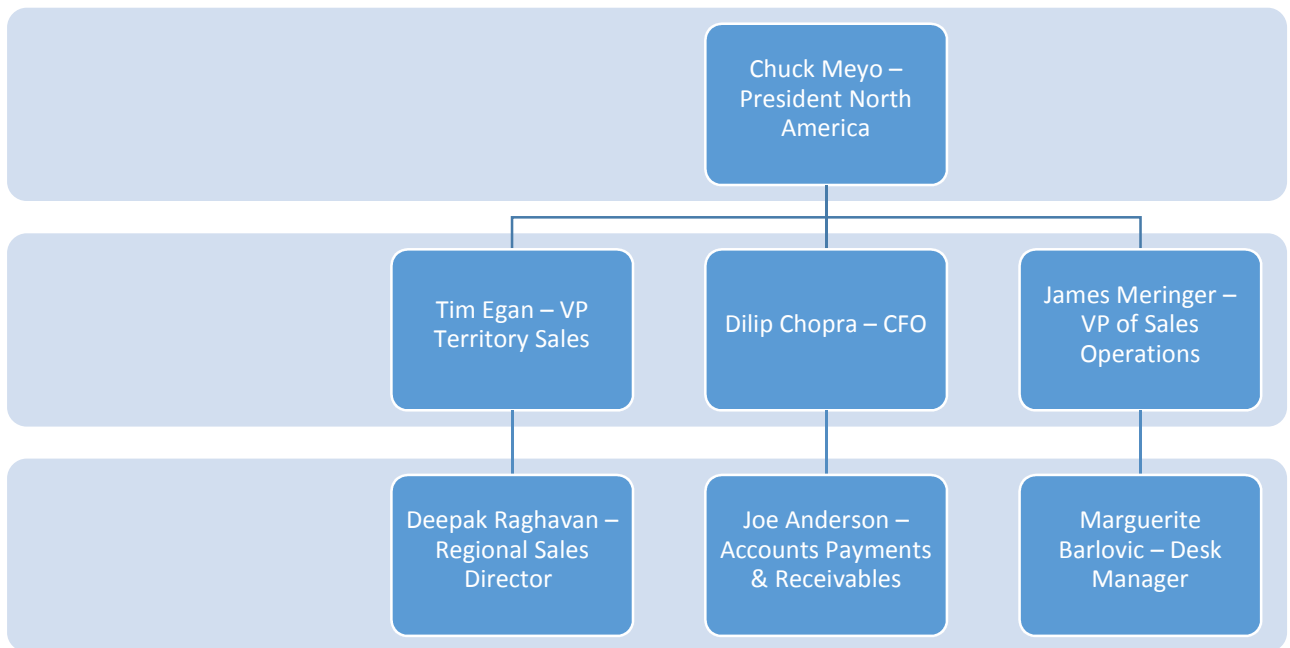 Chuck Meyo –
President North
America
Tim Egan – VP
Territory Sales
Dilip Chopra – CFO
James Meringer –
VP of Sales
Operations
Deepak Raghavan –
Regional Sales
Director
Joe Anderson –
Accounts Payments
& Receivables
Marguerite
Barlovic – Desk
Manager